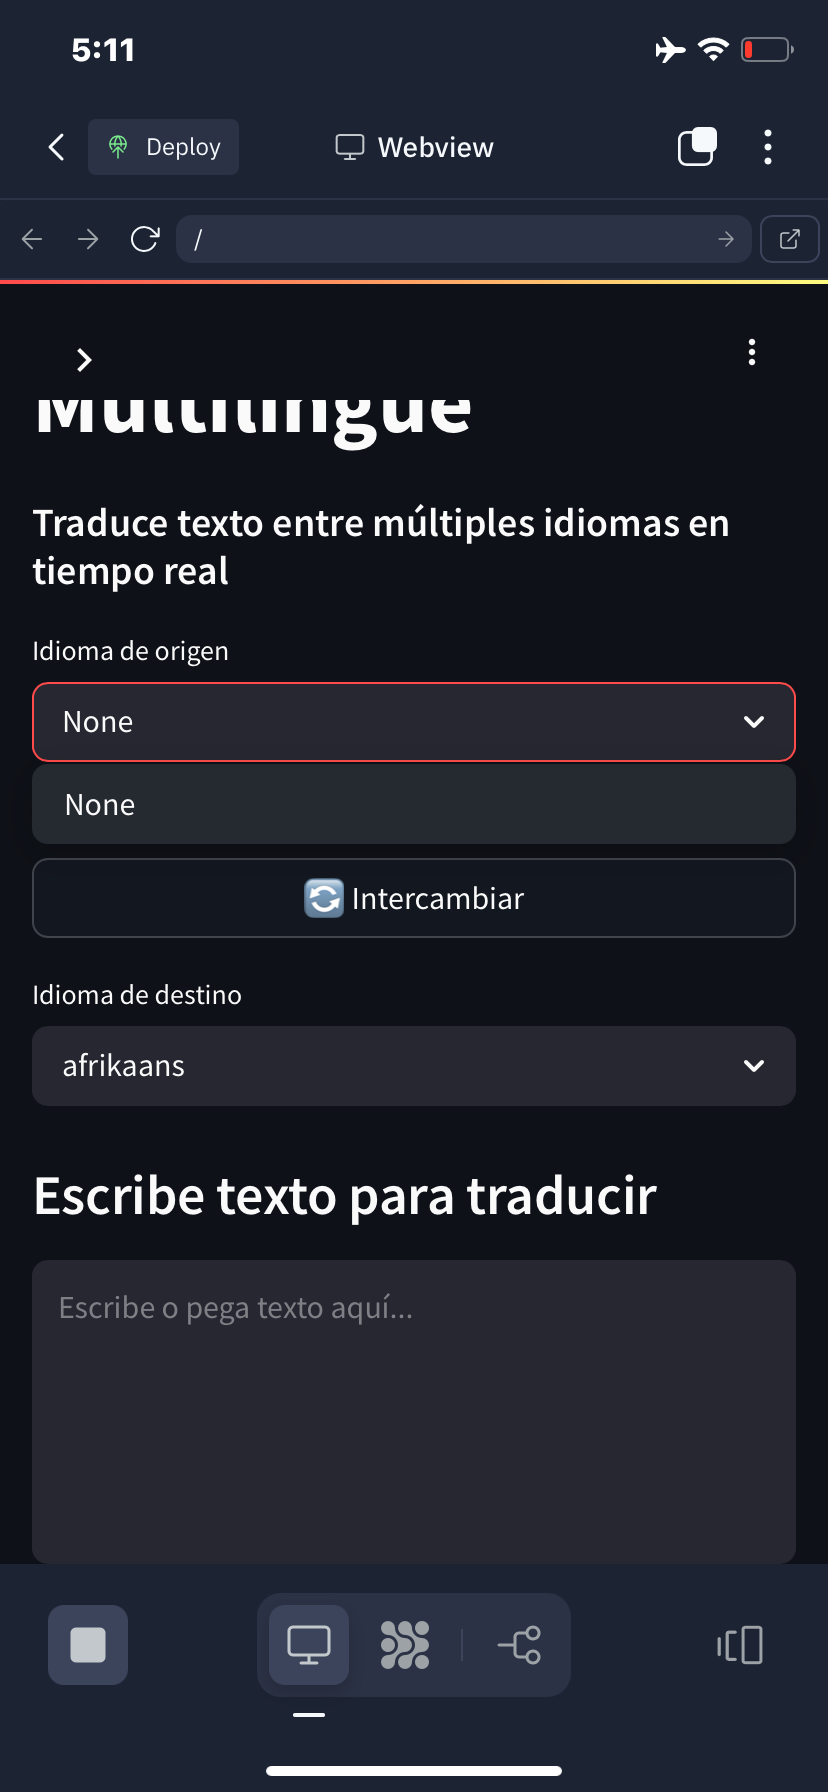 5:11
Deploy
Webview
/
Multilingüe
Traduce texto entre múltiples idiomas en
tiempo real
Idioma de origen
None
None
Intercambiar
Idioma de destino
afrikaans
Escribe texto para traducir
Escribe o pega texto aquí...